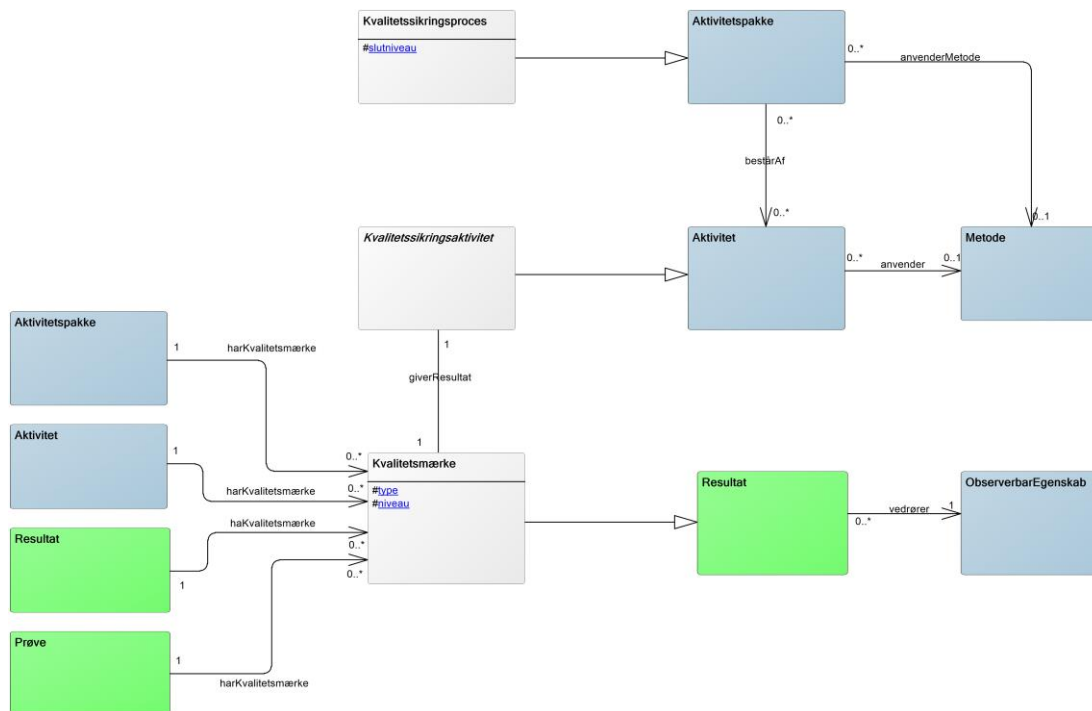 Kvalitetssikringsproces
#slutniveau
Aktivitetspakke
0..*
anvenderMetode
0..*
bestårAf
0..*
0..1
Kvalitetssikringsaktivitet
Aktivitet
0..*
anvender
0..1
Metode
Aktivitetspakke
1
harKvalitetsmærke
0..*
1
giverResultat
1
Aktivitet
1
harKvalitetsmærke
0..*
Kvalitetsmærke
#type
#niveau
Resultat
0..*
vedrører
1
ObserverbarEgenskab
Resultat
1
haKvalitetsmærke
0..*
Prøve
1
harKvalitetsmærke
0..*